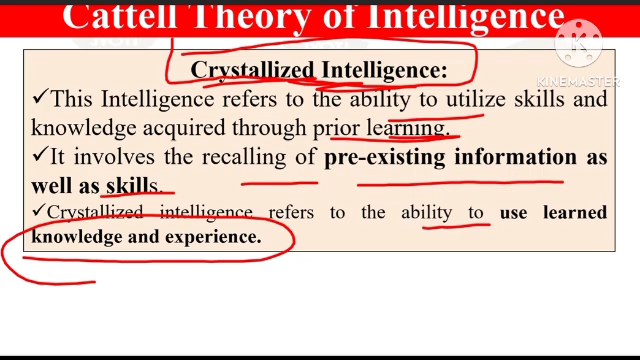 Cattell Theory of Intelligence
KINEMASTER
Crystallized Intelligence:
✓This Intelligence refers to the ability to utilize skills and
knowledge acquired through prior learning.
✓It involves the recalling of pre-existing information as
well as skills.
✓Crystallized intelligence refers to the ability to use learned
knowledge and experience.